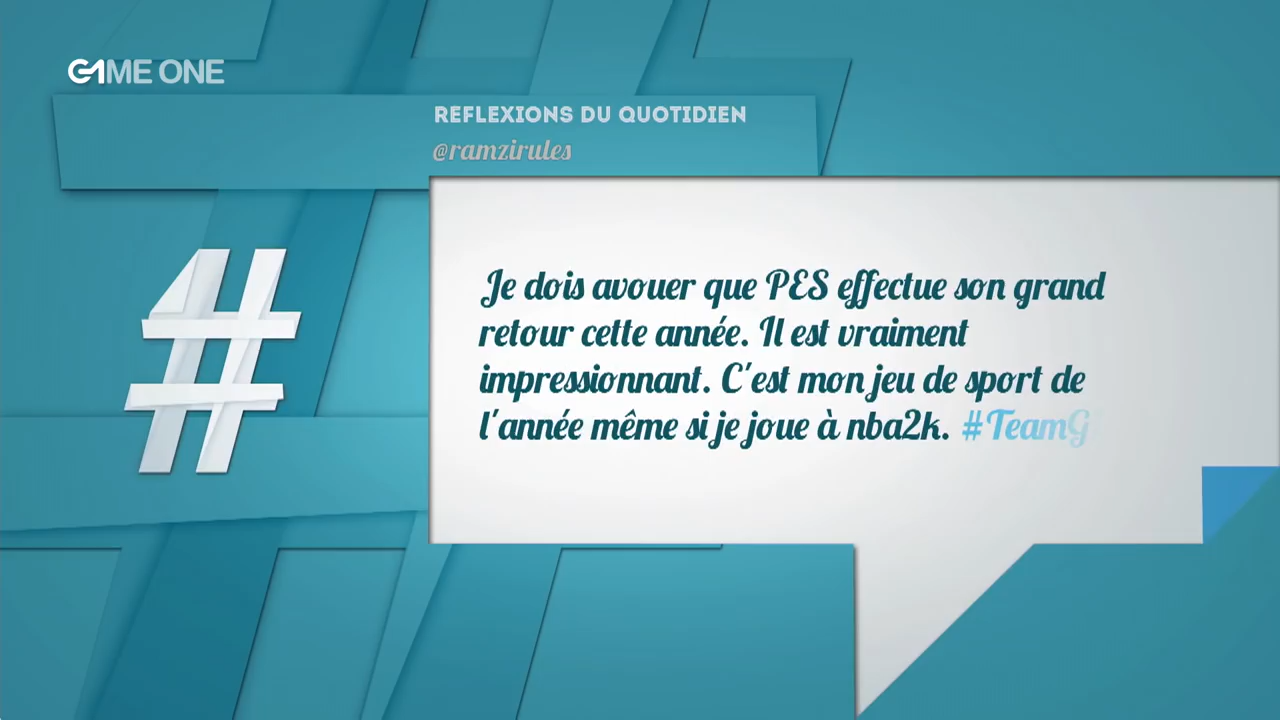 GAME ONE
REFLEXIONS DU QUOTIDIEN
@ramzirules
#
Je dois avouer que PES effectue son grand
retour cette année. Il est vraiment
impressionnant. C'est mon jeu de sport de
l'année même si je joue à nba2k. #TeamG